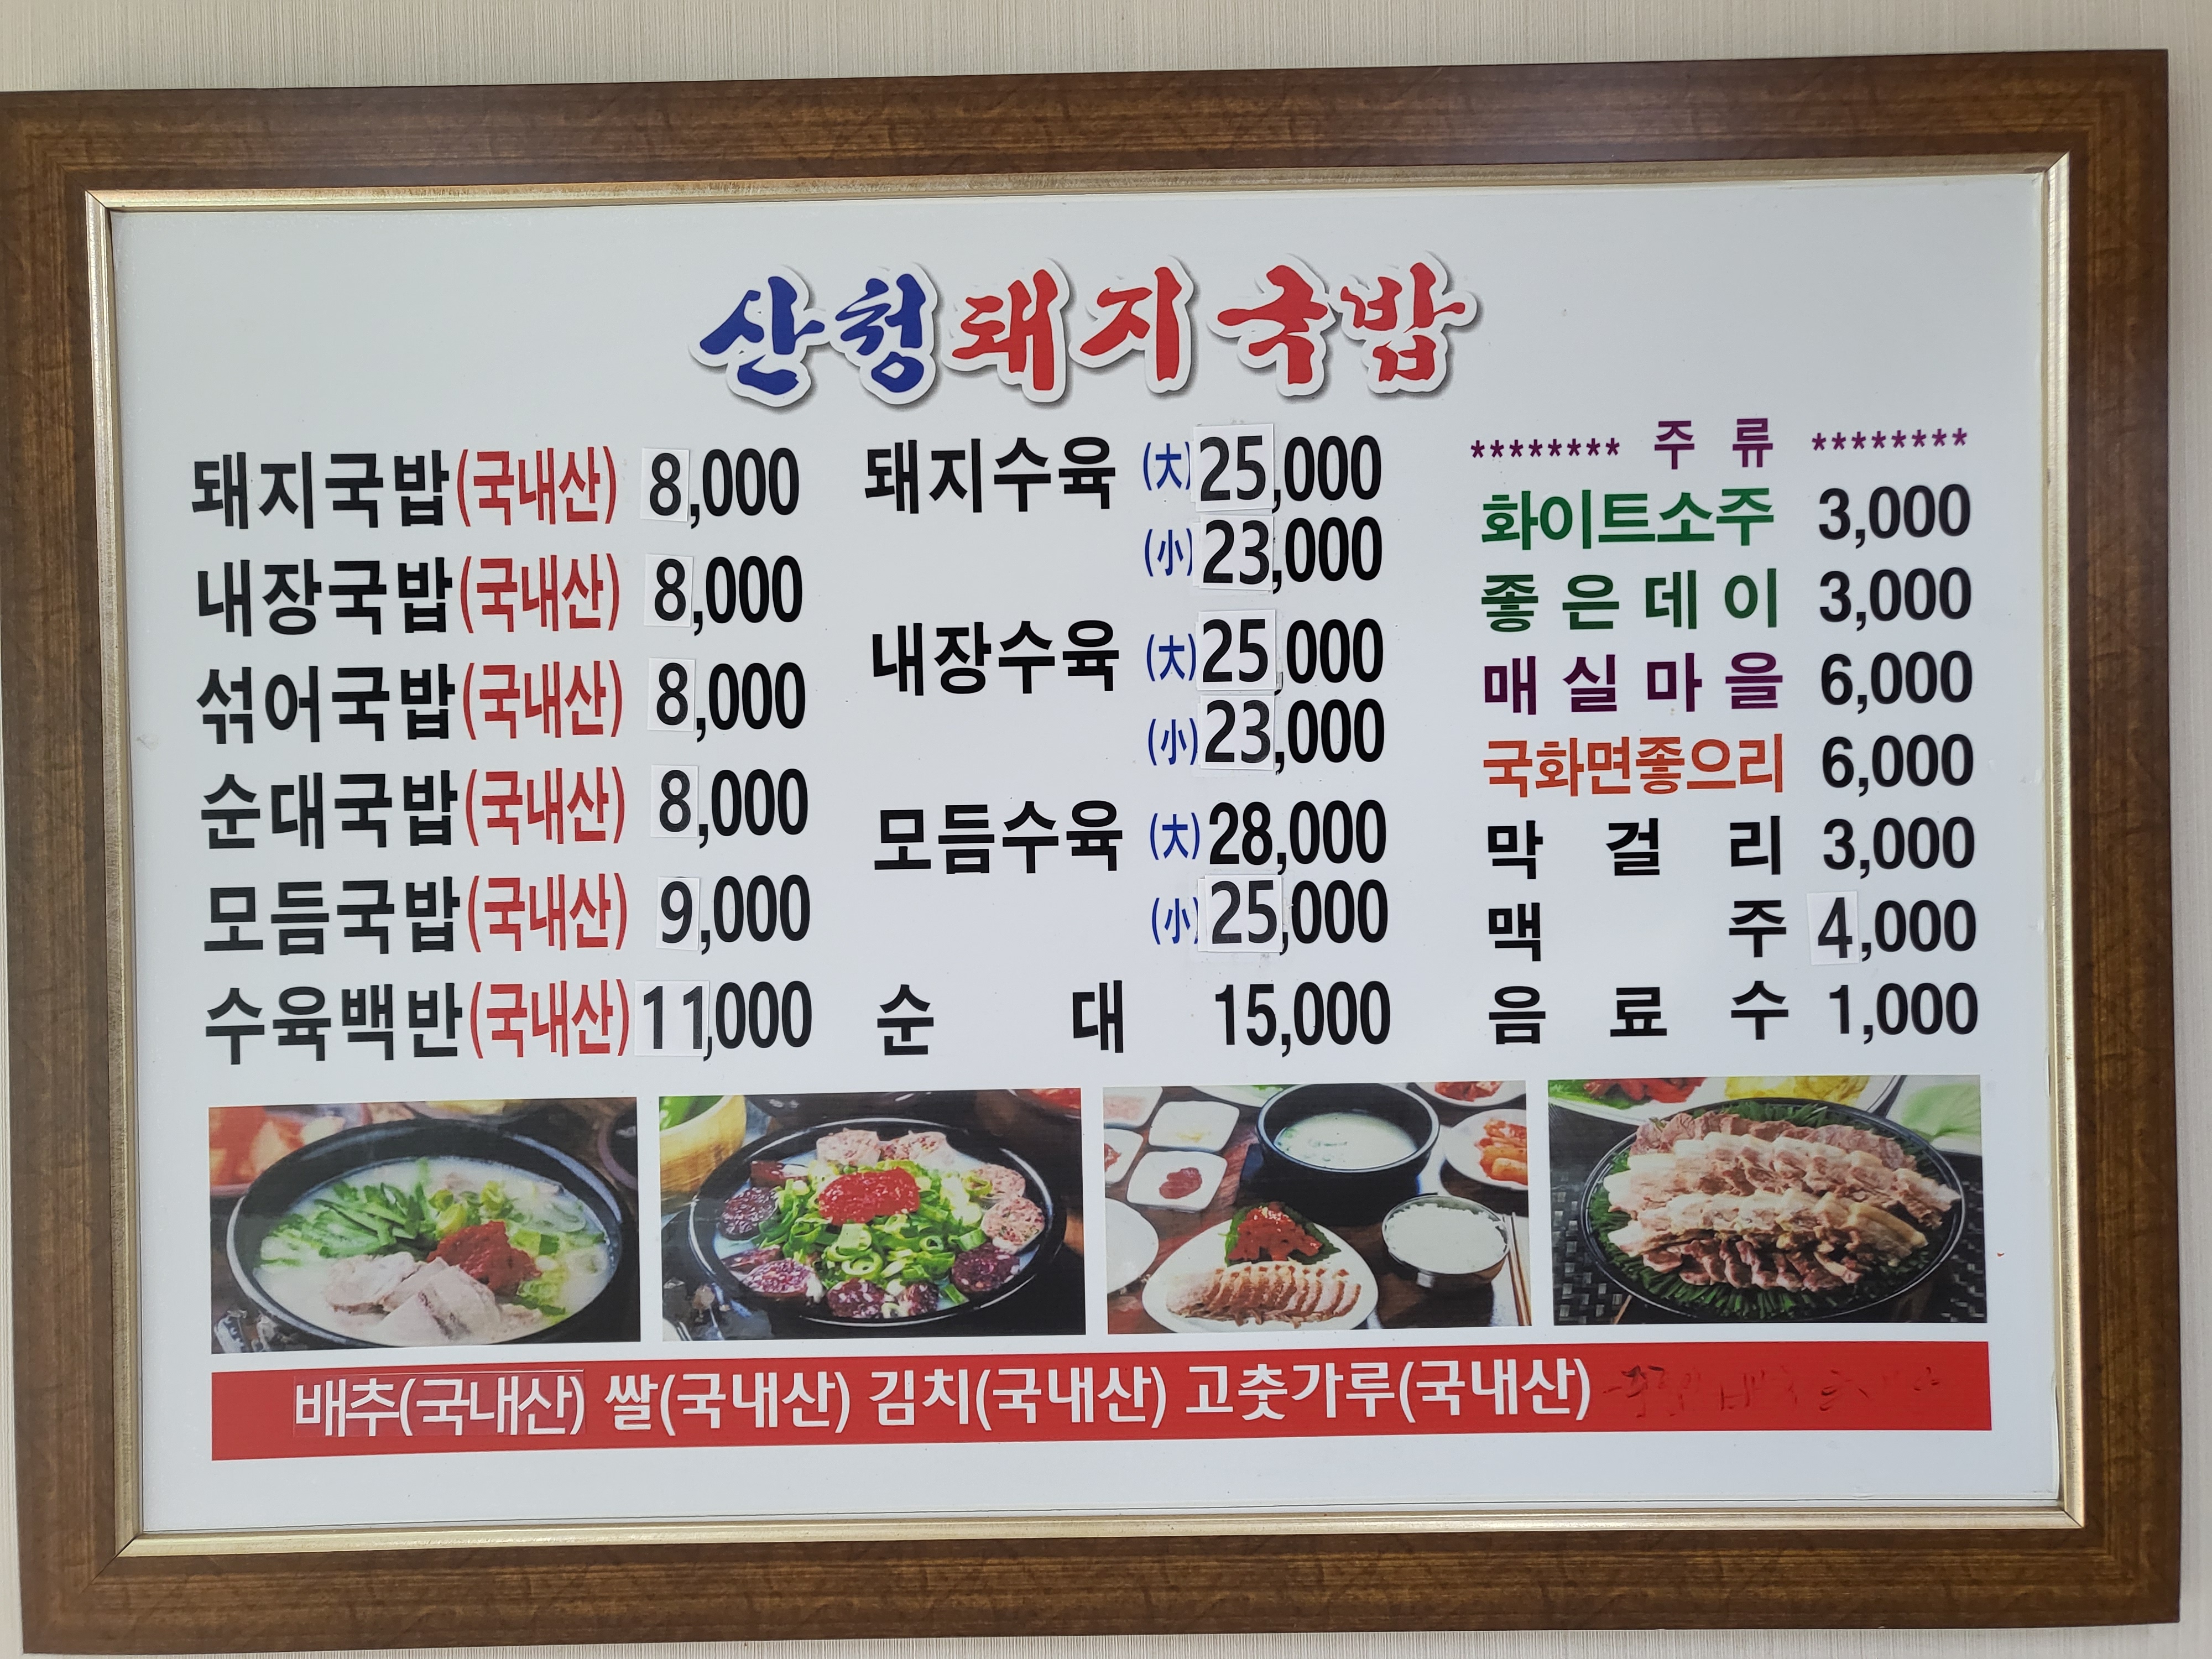 산청돼지국밥
돼지국밥(국내산) 8,000
내장국밥(국내산) 8,000
섞어국밥(국내산) 8,000
순대국밥(국내산) 8,000
모듬국밥(국내산) 9,000
수육백반(국내산) 11,000
돼지수육 (大) 25,000
(小) 23,000
내장수육 (大) 25,000
(小) 23,000
모듬수육 (大) 28,000
(小) 25,000
순 대 15,000
******** 주 류 ********
화이트소주 3,000
좋은데이 3,000
매실마을 6,000
국화면좋으리 6,000
막 걸 리 3,000
맥 주 4,000
음 료 수 1,000
배추(국내산) 쌀(국내산) 김치(국내산) 고춧가루(국내산)